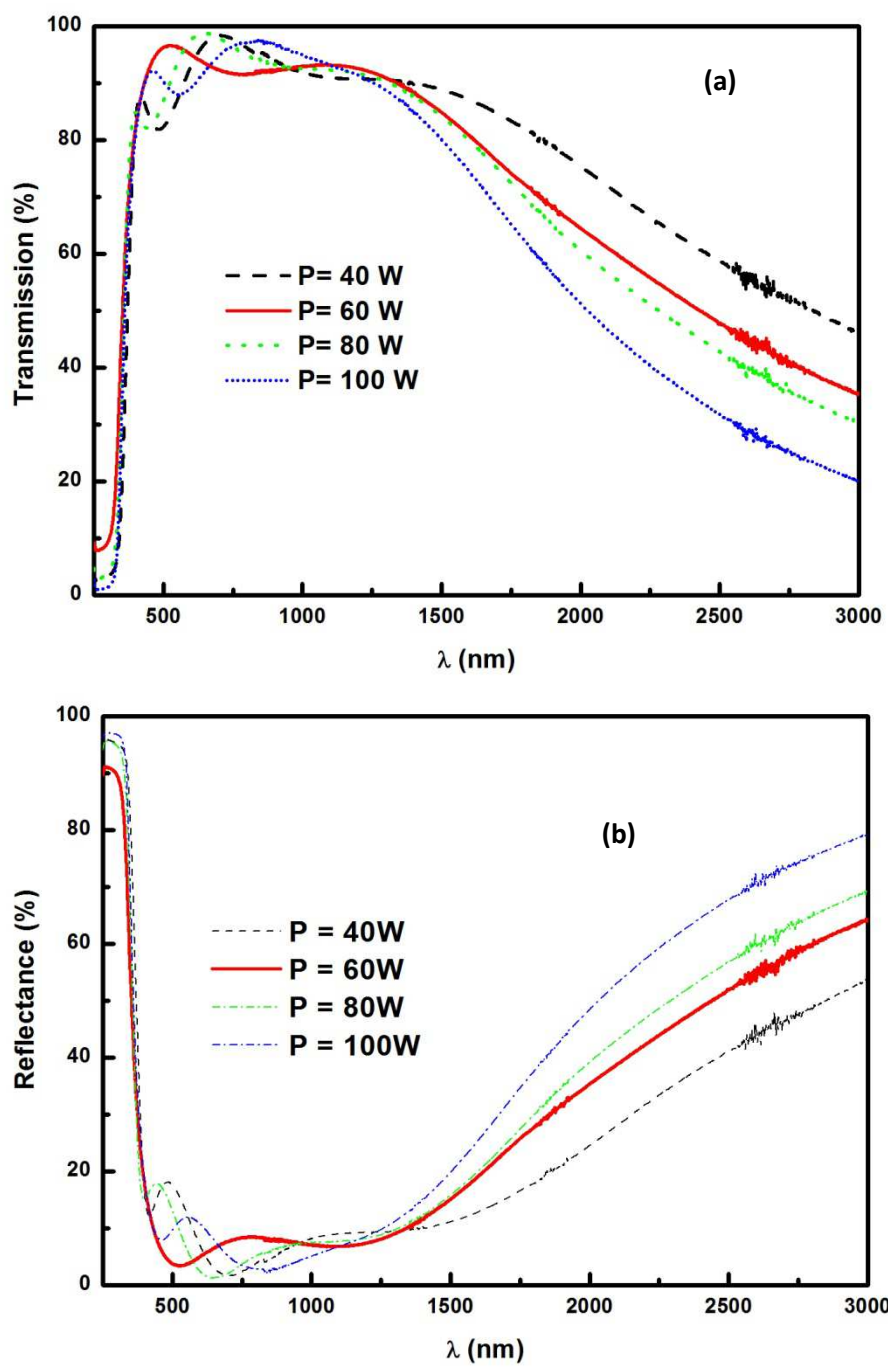 100
(a)
80
Transmission (%)
60
P= 40 W
P= 60 W
40
P= 80 W
P= 100 W
20
0
500 1000 1500 2000 2500 3000
λ (nm)
100
80
(b)
Reflectance (%)
60
P = 40W
P = 60W
40
P = 80W
P = 100W
20
0
500 1000 1500 2000 2500 3000
λ (nm)